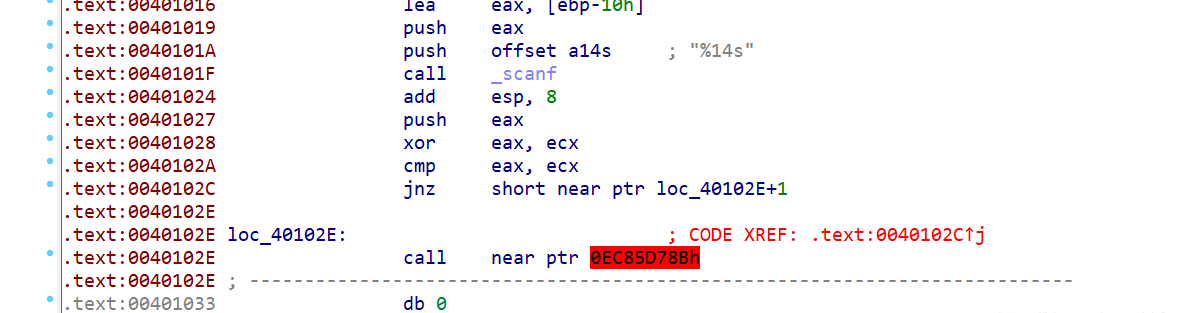 .text:00401016 lea eax, [ebp-10h]
.text:00401019 push eax
.text:0040101A push offset a14s ; "%14s"
.text:0040101F call _scanf
.text:00401024 add esp, 8
.text:00401027 push eax
.text:00401028 xor eax, ecx
.text:0040102A cmp eax, ecx
.text:0040102C jnz short near ptr loc_40102E+1
.text:0040102E
.text:0040102E loc_40102E: ; CODE XREF: .text:0040102C↑j
.text:0040102E call near ptr 0EC85D78Bh
.text:0040102E ; ---------------------------------------------------------------------------
.text:00401033 db 0